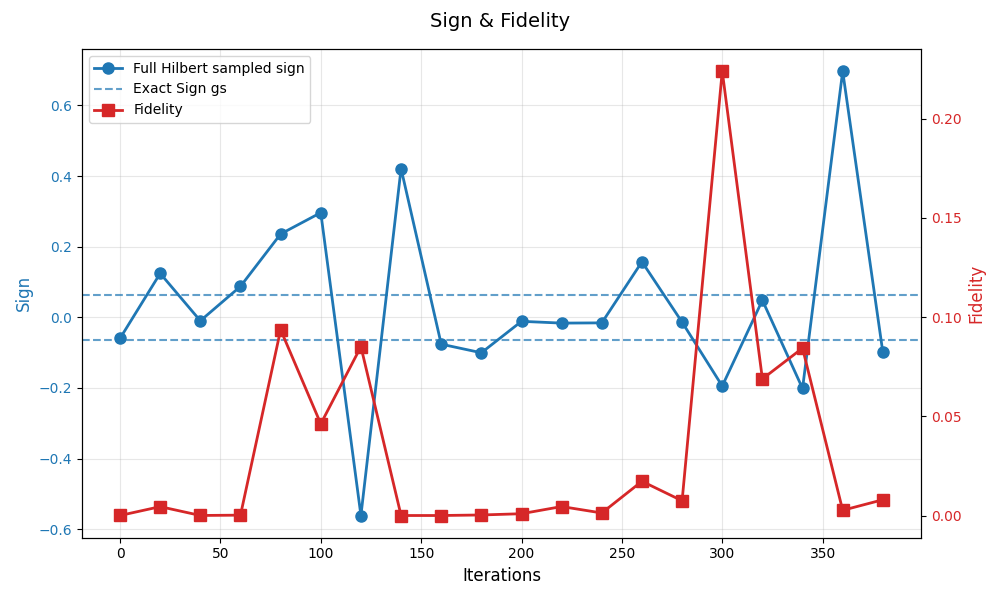 Sign & Fidelity
Full Hilbert sampled sign
Exact Sign gs
Fidelity
Sign
0.6
0.4
0.2
0.0
−0.2
−0.4
−0.6
0.20
0.15
0.10
0.05
0.00
Fidelity
0 50 100 150 200 250 300 350
Iterations